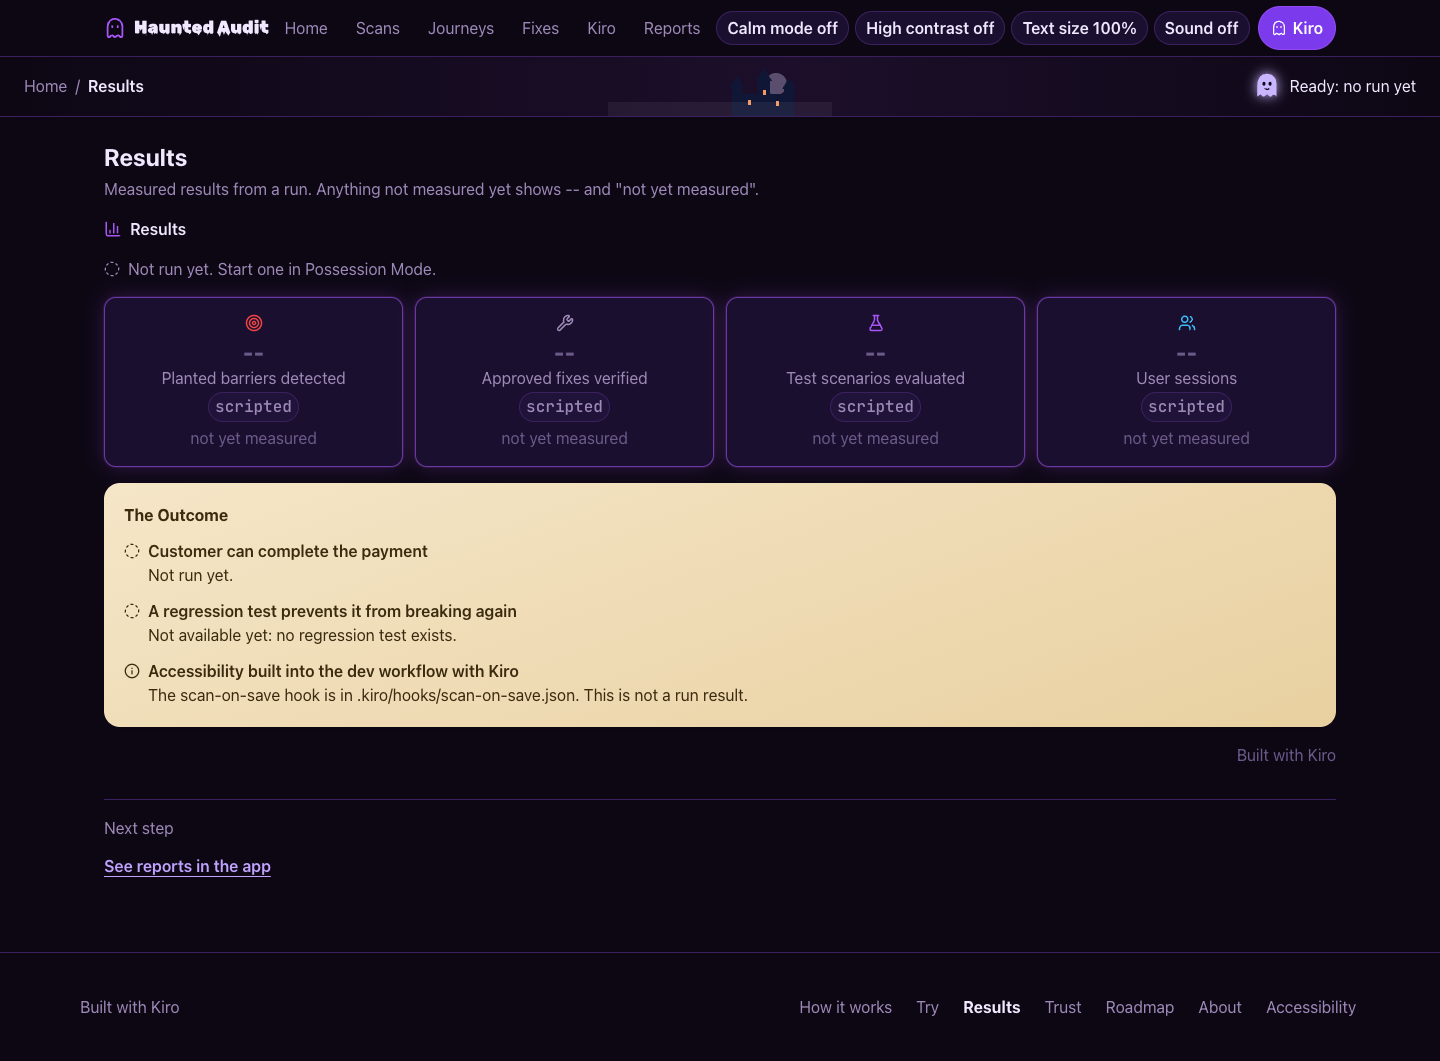 Haunted Audit Home Scans Journeys Fixes Kiro Reports Calm mode off High contrast off Text size 100% Sound off Kiro
Home / Results Ready: no run yet
Results
Measured results from a run. Anything not measured yet shows -- and "not yet measured".
Results
Not run yet. Start one in Possession Mode.
-- -- -- --
Planted barriers detected Approved fixes verified Test scenarios evaluated User sessions
scripted scripted scripted scripted
not yet measured not yet measured not yet measured not yet measured
The Outcome
Customer can complete the payment
Not run yet.
A regression test prevents it from breaking again
Not available yet: no regression test exists.
Accessibility built into the dev workflow with Kiro
The scan-on-save hook is in .kiro/hooks/scan-on-save.json. This is not a run result.
Built with Kiro
Next step
See reports in the app
Built with Kiro How it works Try Results Trust Roadmap About Accessibility